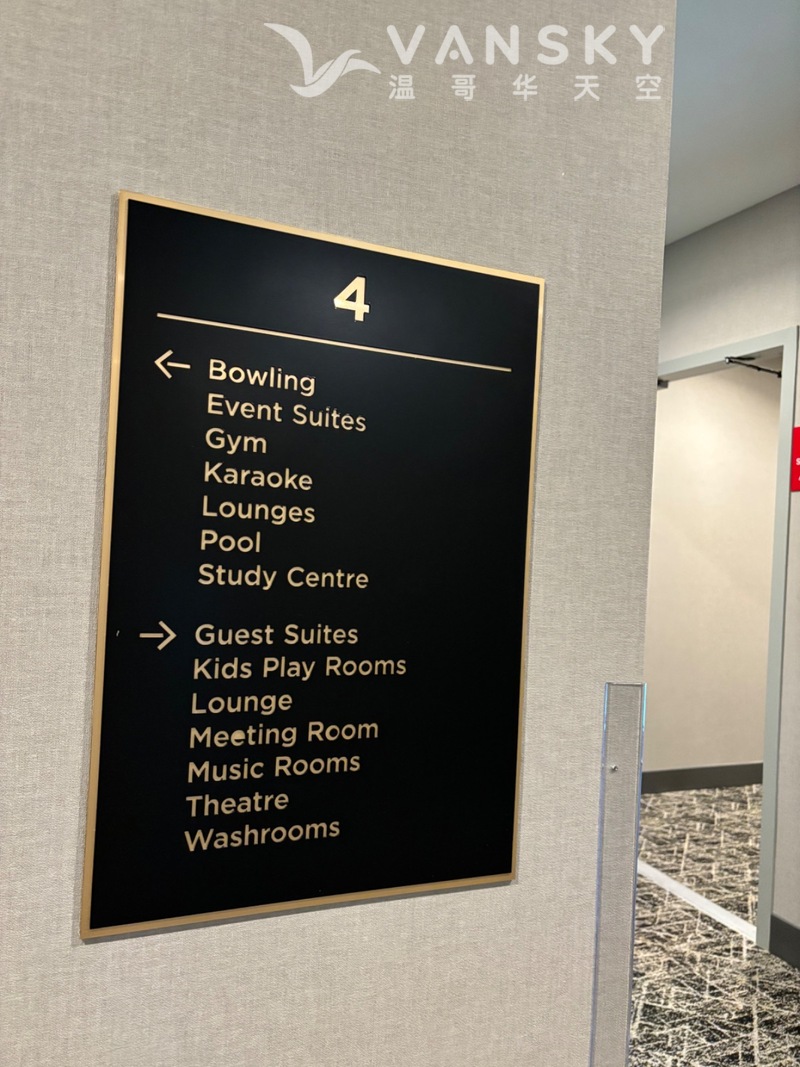 VANSKY
温哥华天空
4
← Bowling
Event Suites
Gym
Karaoke
Lounges
Pool
Study Centre
→ Guest Suites
Kids Play Rooms
Lounge
Meeting Room
Music Rooms
Theatre
Washrooms